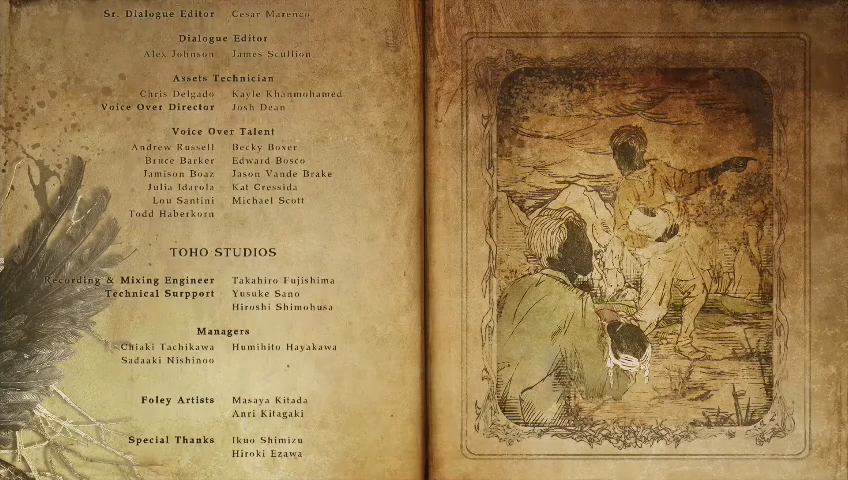 Sr. Dialogue Editor Cesar Marenco
Dialogue Editor
Alex Johnson James Scullion
Assets Technician
Chris Delgado Kayle Khanmohamed
Voice Over Director Josh Dean
Voice Over Talent
Andrew Russell Becky Boxer
Bruce Barker Edward Bosco
Jamison Boaz Jason Vande Brake
Julia Idarola Kat Cressida
Lou Santini Michael Scott
Todd Haberkorn
TOHO STUDIOS
Recording & Mixing Engineer Takahiro Fujishima
Technical Surpport Yusuke Sano
Hiroshi Shimohusa
Managers
Chiaki Tachikawa Humihito Hayakawa
Sadaaki Nishinoo
Foley Artists Masaya Kitada
Anri Kitagaki
Special Thanks Ikuo Shimizu
Hiroki Ezawa